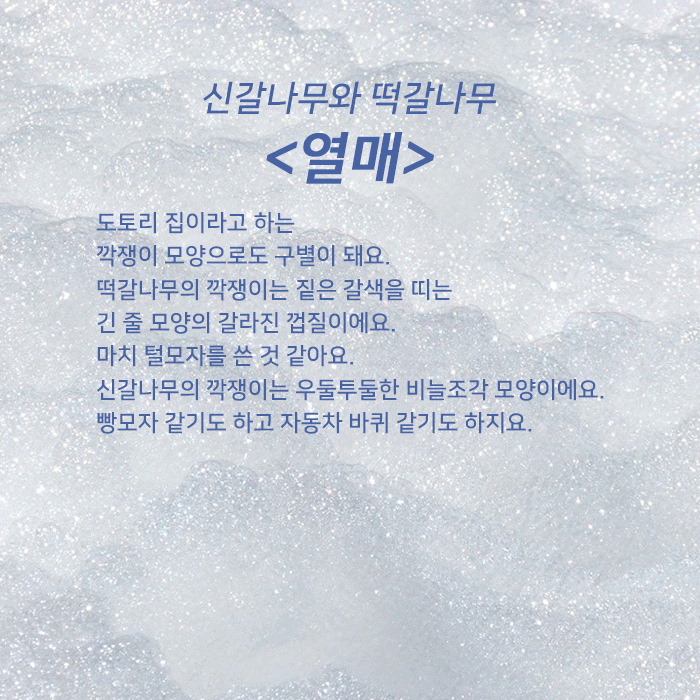 신갈나무와 떡갈나무
<열매>
도토리 집이라고 하는
깍쟁이 모양으로도 구별이 돼요.
떡갈나무의 깍쟁이는 짙은 갈색을 띠는
긴 줄 모양의 갈라진 껍질이에요.
마치 털모자를 쓴 것 같아요.
신갈나무의 깍쟁이는 우둘투둘한 비늘조각 모양이에요.
빵모자 같기도 하고 자동차 바퀴 같기도 하지요.